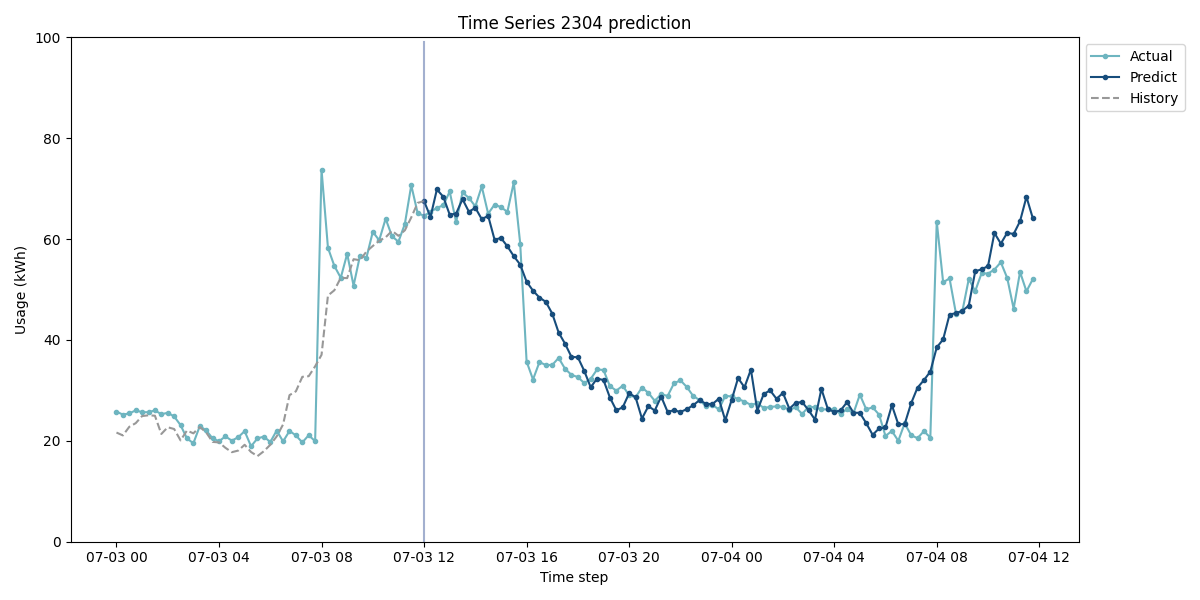 Time Series 2304 prediction
100
80
60
40
20
0
Usage (kWh)
07-03 00 07-03 04 07-03 08 07-03 12 07-03 16 07-03 20 07-04 00 07-04 04 07-04 08 07-04 12
Time step
Actual
Predict
History